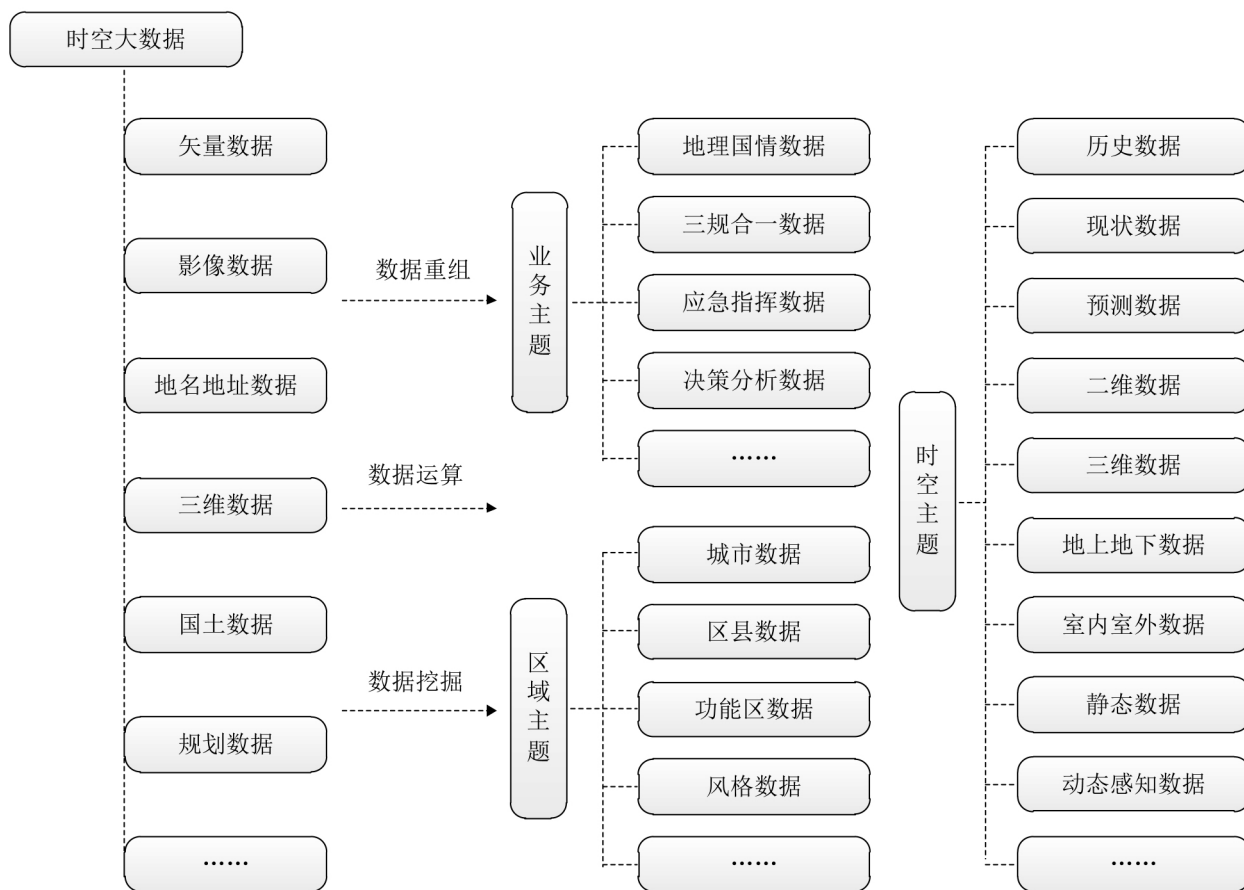 时空大数据
矢量数据
影像数据
地名地址数据
三维数据
国土数据
规划数据
……
数据重组
数据运算
数据挖掘
业务主题
地理国情数据
三规合一数据
应急指挥数据
决策分析数据
……
区域主题
城市数据
区县数据
功能区数据
风格数据
……
时空主题
历史数据
现状数据
预测数据
二维数据
三维数据
地上地下数据
室内室外数据
静态数据
动态感知数据
……